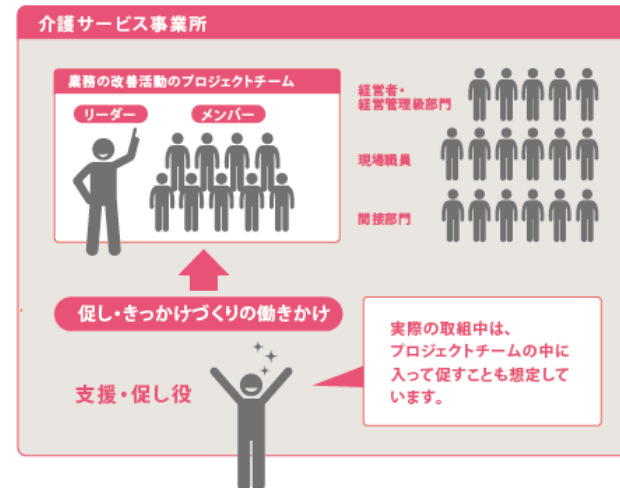 介護サービス事業所
業務の改善活動のプロジェクトチーム
リーダー
メンバー
経営者・
経営管理級部門
現場職員
間接部門
促し・きっかけづくりの働きかけ
支援・促し役
実際の取組中は、
プロジェクトチームの中に
入って促すことも想定して
います。